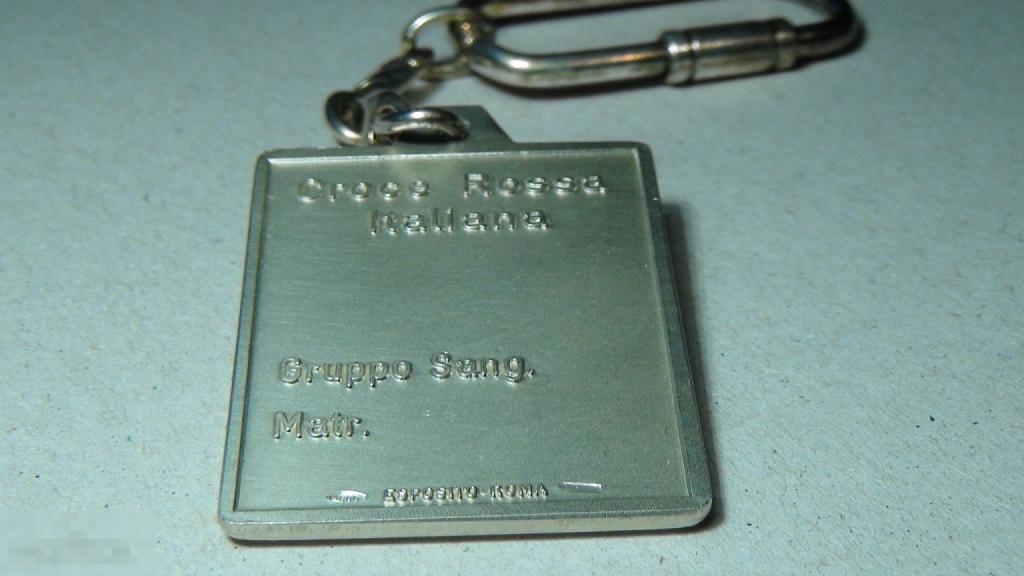 Croce Rossa
Italiana
Gruppo Sang.
Matr.
ESPOSITO-ROMA